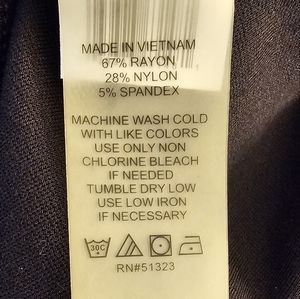 MADE IN VIETNAM
67% RAYON
28% NYLON
5% SPANDEX
MACHINE WASH COLD
WITH LIKE COLORS
USE ONLY NON
CHLORINE BLEACH
IF NEEDED
TUMBLE DRY LOW
USE LOW IRON
IF NECESSARY
30C
RN#51323